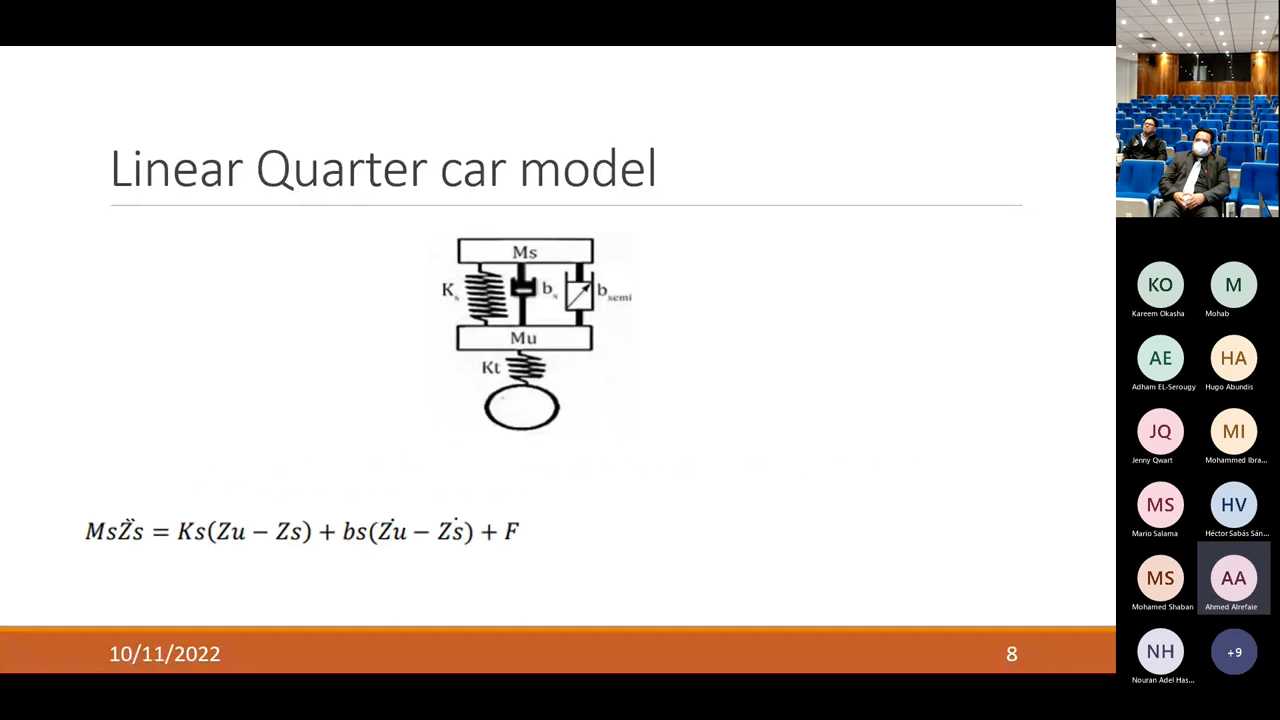 Linear Quarter car model
Ms
Ks
bs
bsemi
Mu
Kt
MsZ̈s = Ks(Zu − Zs) + bs(Żu − Zṡ) + F
10/11/2022
8
KO
Kareem Okasha
M
Mohab
AE
Adham EL-Serougy
HA
Hugo Abundis
JQ
Jenny Qwart
MI
Mohammed Ibra...
MS
Mario Salama
HV
Héctor Sabás Sán...
MS
Mohamed Shaban
AA
Ahmed Alrefaie
NH
Nouran Adel Has...
+9